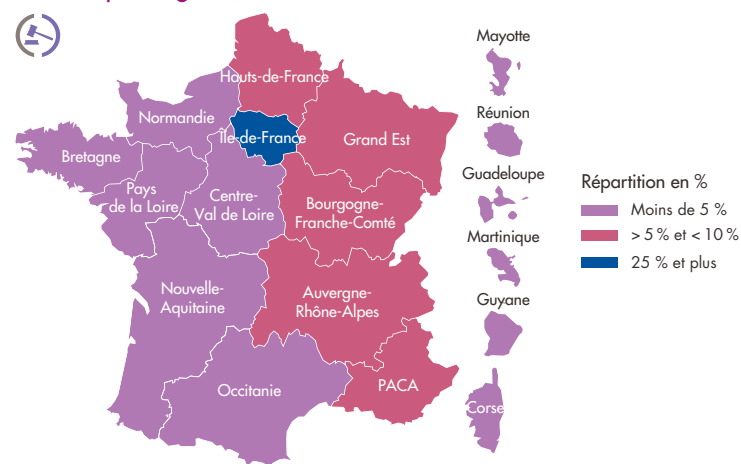 Hauts-de-France
Normandie
Île-de-France
Grand Est
Bretagne
Pays
de la Loire
Centre-
Val de Loire
Bourgogne-
Franche-Comté
Nouvelle-
Aquitaine
Auvergne-
Rhône-Alpes
Occitanie
PACA
Mayotte
Réunion
Guadeloupe
Martinique
Guyane
Corse
Répartition en %
Moins de 5 %
> 5 % et < 10 %
25 % et plus